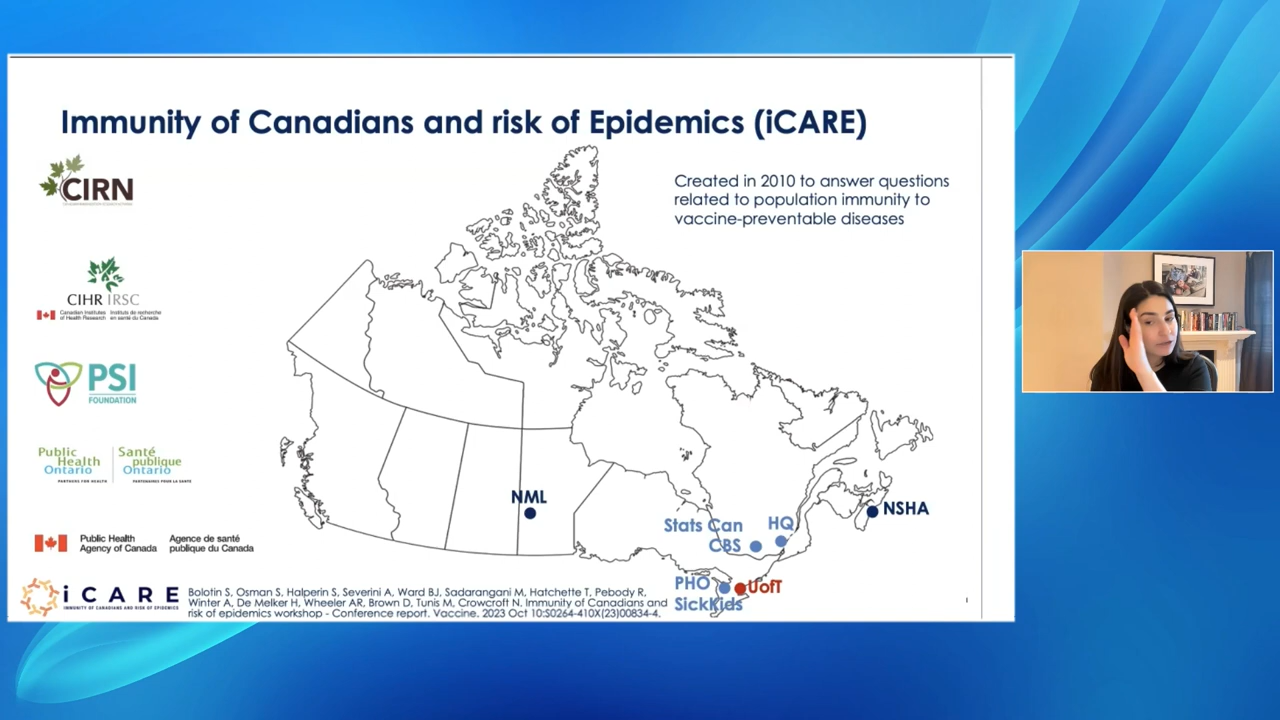 Immunity of Canadians and risk of Epidemics (iCARE)
CIRN
Created in 2010 to answer questions
related to population immunity to
vaccine-preventable diseases
CIHR IRSC
Canadian Institutes of Health Research
Instituts de recherche en santé du Canada
PSI
FOUNDATION
Public
Health
Ontario
PARTNERS FOR HEALTH
Santé
publique
Ontario
PARTENAIRES POUR LA SANTÉ
NML
NSHA
Stats Can
HQ
CBS
Public Health
Agency of Canada
Agence de santé
publique du Canada
PHO
UofT
SickKids
iCARE
IMMUNITY OF CANADIANS AND RISK OF EPIDEMICS
Bolotin S, Osman S, Halperin S, Severini A, Ward BJ, Sadarangani M, Hatchette T, Pebody R,
Winter A, De Melker H, Wheeler AR, Brown D, Tunis M, Crowcroft N. Immunity of Canadians and
risk of epidemics workshop - Conference report. Vaccine. 2023 Oct 10:S0264-410X(23)00834-4.
1